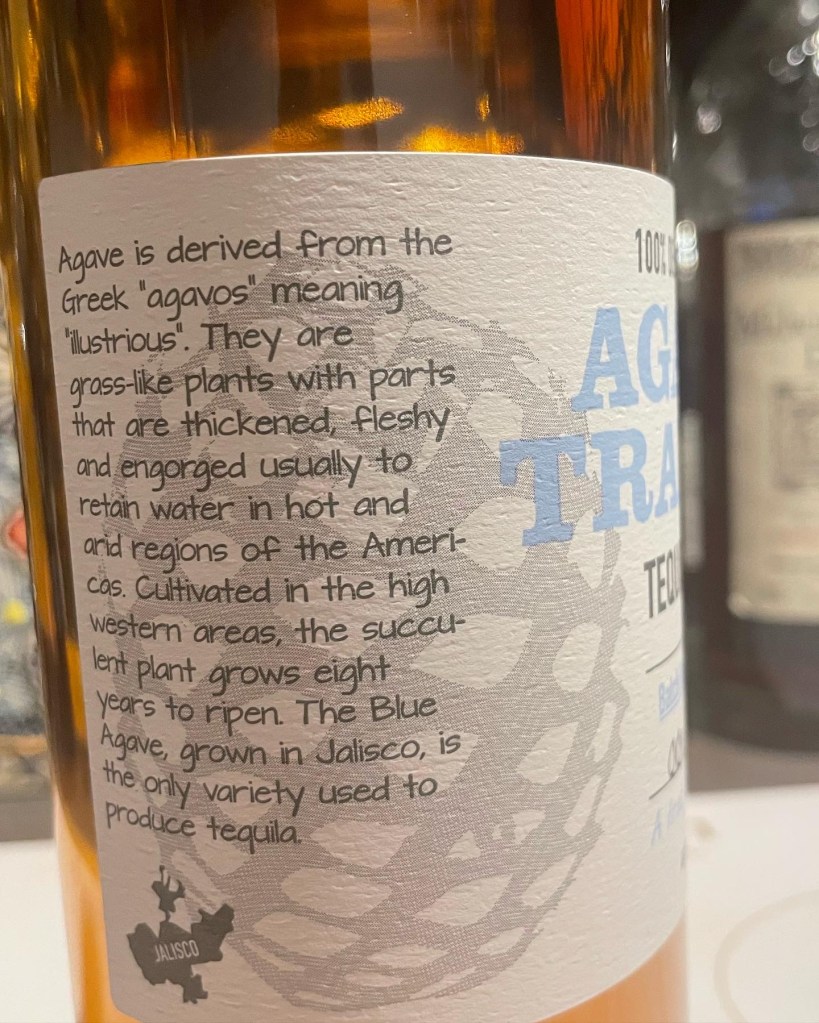 Agave is derived from the
Greek "agavos" meaning
"illustrious". They are
grass-like plants with parts
that are thickened, fleshy
and engorged usually to
retain water in hot and
arid regions of the Ameri-
cas. Cultivated in the high
western areas, the succu-
lent plant grows eight
years to ripen. The Blue
Agave, grown in Jalisco, is
the only variety used to
produce tequila.
JALISCO
100%
AGA
TRA
TEQU